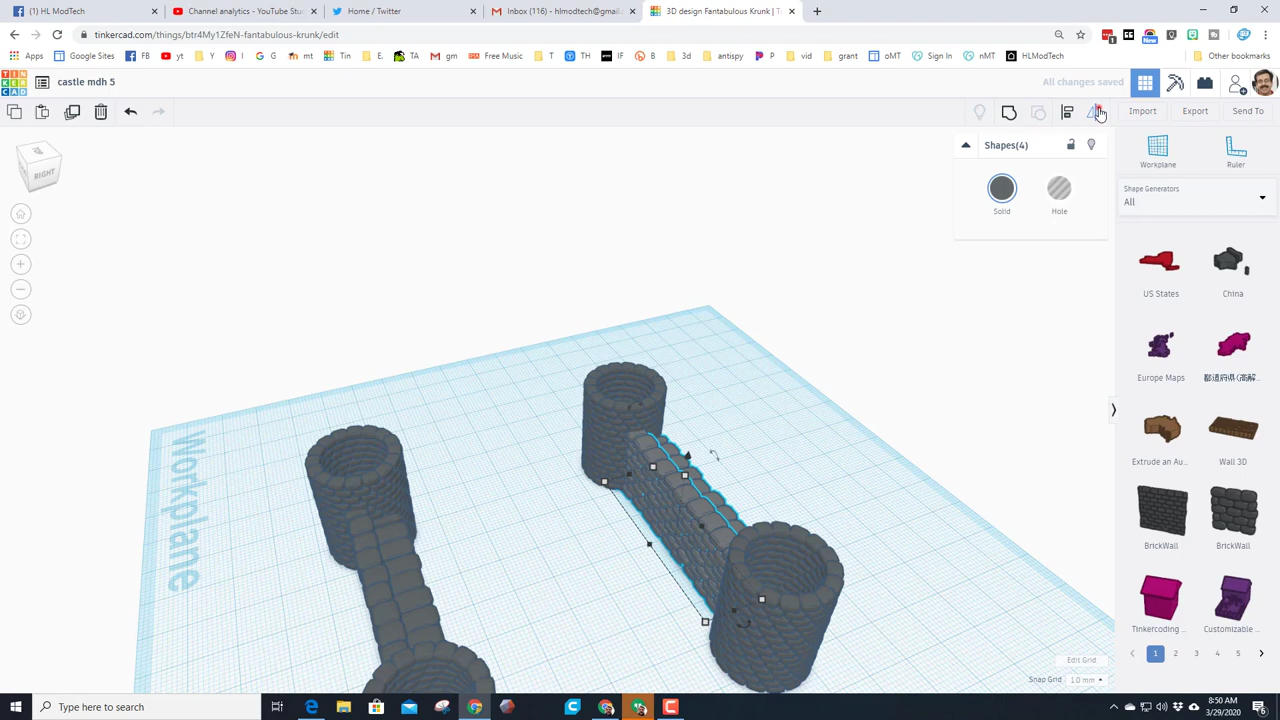 (1) HL ModTech
Channel analytics - YouTube Stu
Home / Twitter
Inbox (116) - hlmodtech@gmail.
3D design Fantabulous Krunk | T
tinkercad.com/things/btr4My1ZfeN-fantabulous-krunk/edit
Apps
Google Sites
FB
yt
Y
I
G
mt
Tin
E.
TA
gm
Free Music
T
TH
IF
B
3d
antispy
P
vid
grant
oMT
Sign In
nMT
HLModTech
Other bookmarks
TIN
KER
CAD
castle mdh 5
All changes saved
Import
Export
Send To
Shapes(4)
Solid
Hole
Workplane
Ruler
Shape Generators
All
US States
China
Europe Maps
Extrude an Au...
Wall 3D
BrickWall
BrickWall
Tinkercoding ...
Customizable ...
1 2 3 4 5
RIGHT
Workplane
Edit Grid
Snap Grid 1.0 mm
Type here to search
8:50 AM
3/29/2020